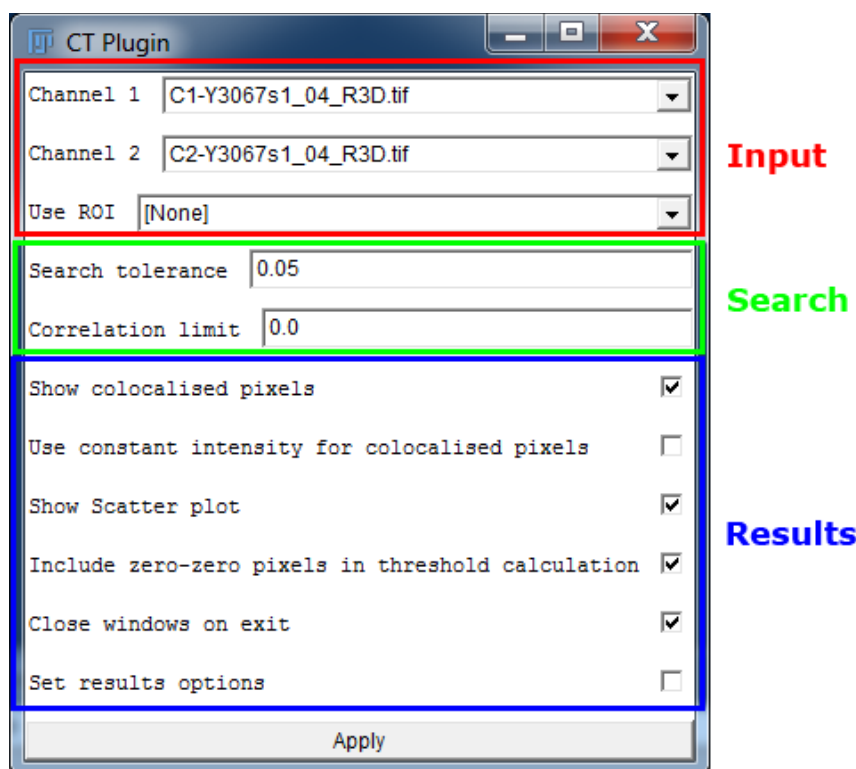 CT Plugin
Channel 1 C1-Y3067s1_04_R3D.tif
Channel 2 C2-Y3067s1_04_R3D.tif
Input
Use ROI [None]
Search tolerance 0.05
Search
Correlation limit 0.0
Show colocalised pixels
Use constant intensity for colocalised pixels
Show Scatter plot
Results
Include zero-zero pixels in threshold calculation
Close windows on exit
Set results options
Apply